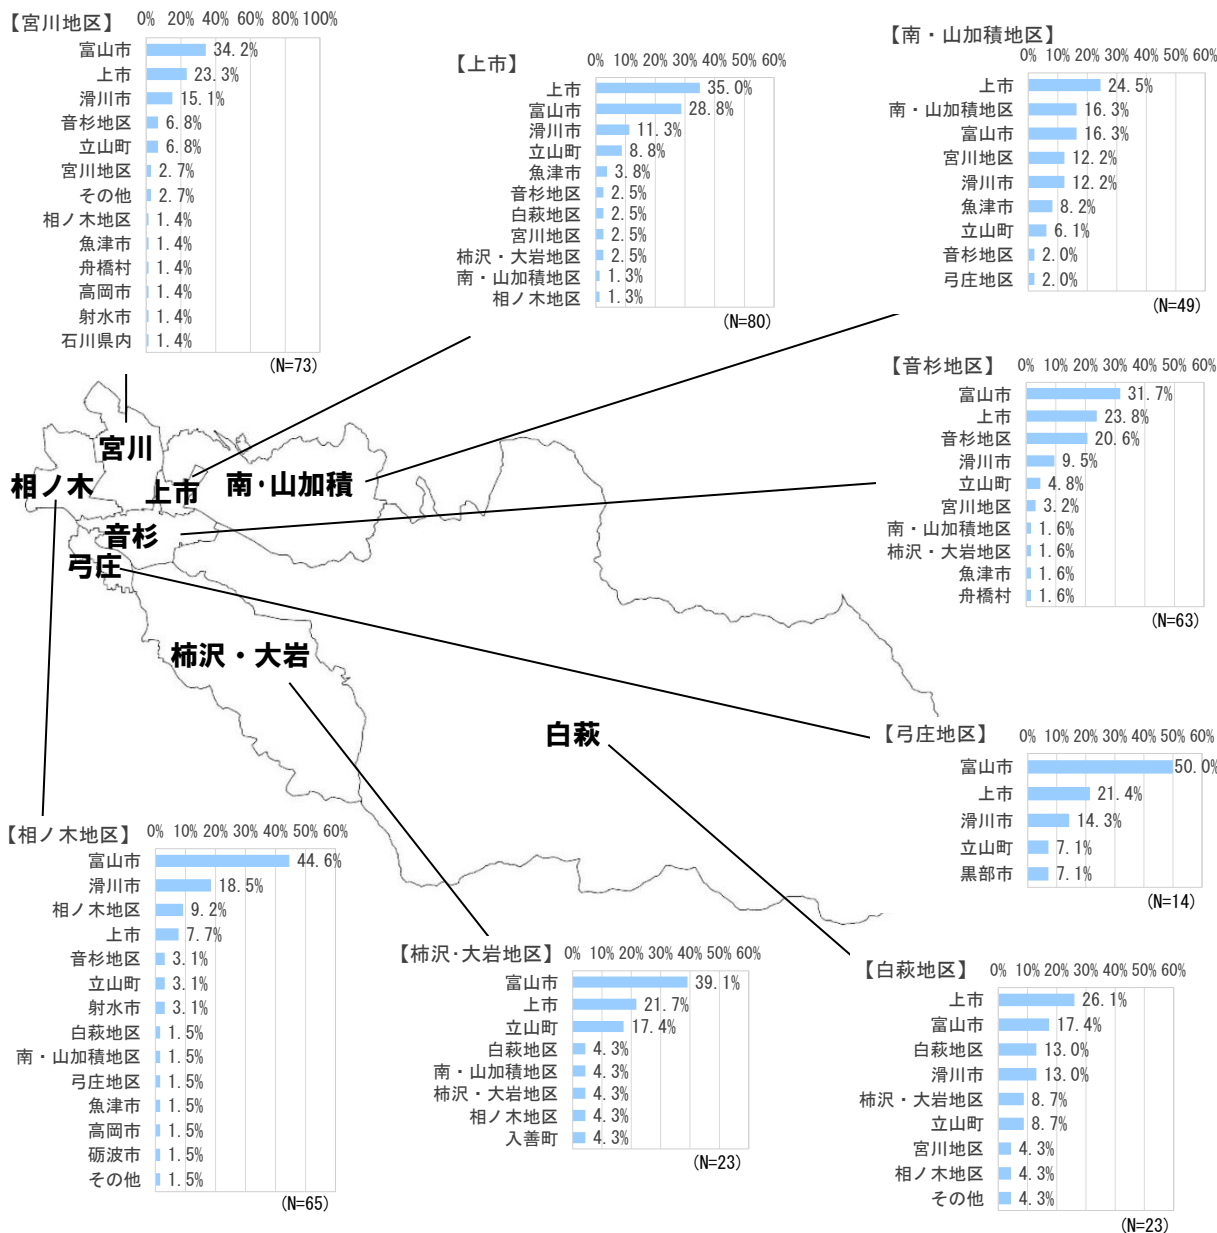 【宮川地区】
0% 20% 40% 60% 80% 100%
富山市 34.2%
上市 23.3%
滑川市 15.1%
音杉地区 6.8%
立山町 6.8%
宮川地区 2.7%
その他 2.7%
相ノ木地区 1.4%
魚津市 1.4%
舟橋村 1.4%
高岡市 1.4%
射水市 1.4%
石川県内 1.4%
(N=73)
【上市】
0% 10% 20% 30% 40% 50% 60%
上市 35.0%
富山市 28.8%
滑川市 11.3%
立山町 8.8%
魚津市 3.8%
音杉地区 2.5%
白萩地区 2.5%
宮川地区 2.5%
柿沢・大岩地区 2.5%
南・山加積地区 1.3%
相ノ木地区 1.3%
(N=80)
【南・山加積地区】
0% 10% 20% 30% 40% 50% 60%
上市 24.5%
南・山加積地区 16.3%
富山市 16.3%
宮川地区 12.2%
滑川市 12.2%
魚津市 8.2%
立山町 6.1%
音杉地区 2.0%
弓庄地区 2.0%
(N=49)
【音杉地区】
0% 10% 20% 30% 40% 50% 60%
富山市 31.7%
上市 23.8%
音杉地区 20.6%
滑川市 9.5%
立山町 4.8%
宮川地区 3.2%
南・山加積地区 1.6%
柿沢・大岩地区 1.6%
魚津市 1.6%
舟橋村 1.6%
(N=63)
宮川
相ノ木
上市
南・山加積
音杉
弓庄
柿沢・大岩
白萩
【弓庄地区】
0% 10% 20% 30% 40% 50% 60%
富山市 50.0%
上市 21.4%
滑川市 14.3%
立山町 7.1%
黒部市 7.1%
(N=14)
【相ノ木地区】
0% 10% 20% 30% 40% 50% 60%
富山市 44.6%
滑川市 18.5%
相ノ木地区 9.2%
上市 7.7%
音杉地区 3.1%
立山町 3.1%
射水市 3.1%
白萩地区 1.5%
南・山加積地区 1.5%
弓庄地区 1.5%
魚津市 1.5%
高岡市 1.5%
砺波市 1.5%
その他 1.5%
(N=65)
【柿沢・大岩地区】
0% 10% 20% 30% 40% 50% 60%
富山市 39.1%
上市 21.7%
立山町 17.4%
白萩地区 4.3%
南・山加積地区 4.3%
柿沢・大岩地区 4.3%
相ノ木地区 4.3%
入善町 4.3%
(N=23)
【白萩地区】
0% 10% 20% 30% 40% 50% 60%
上市 26.1%
富山市 17.4%
白萩地区 13.0%
滑川市 13.0%
柿沢・大岩地区 8.7%
立山町 8.7%
宮川地区 4.3%
相ノ木地区 4.3%
その他 4.3%
(N=23)